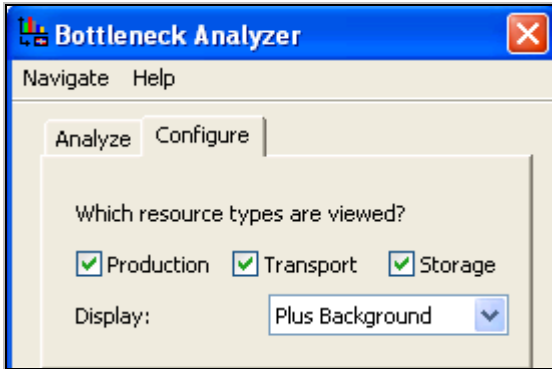 Bottleneck Analyzer
Navigate Help
Analyze Configure
Which resource types are viewed?
Production Transport Storage
Display: Plus Background